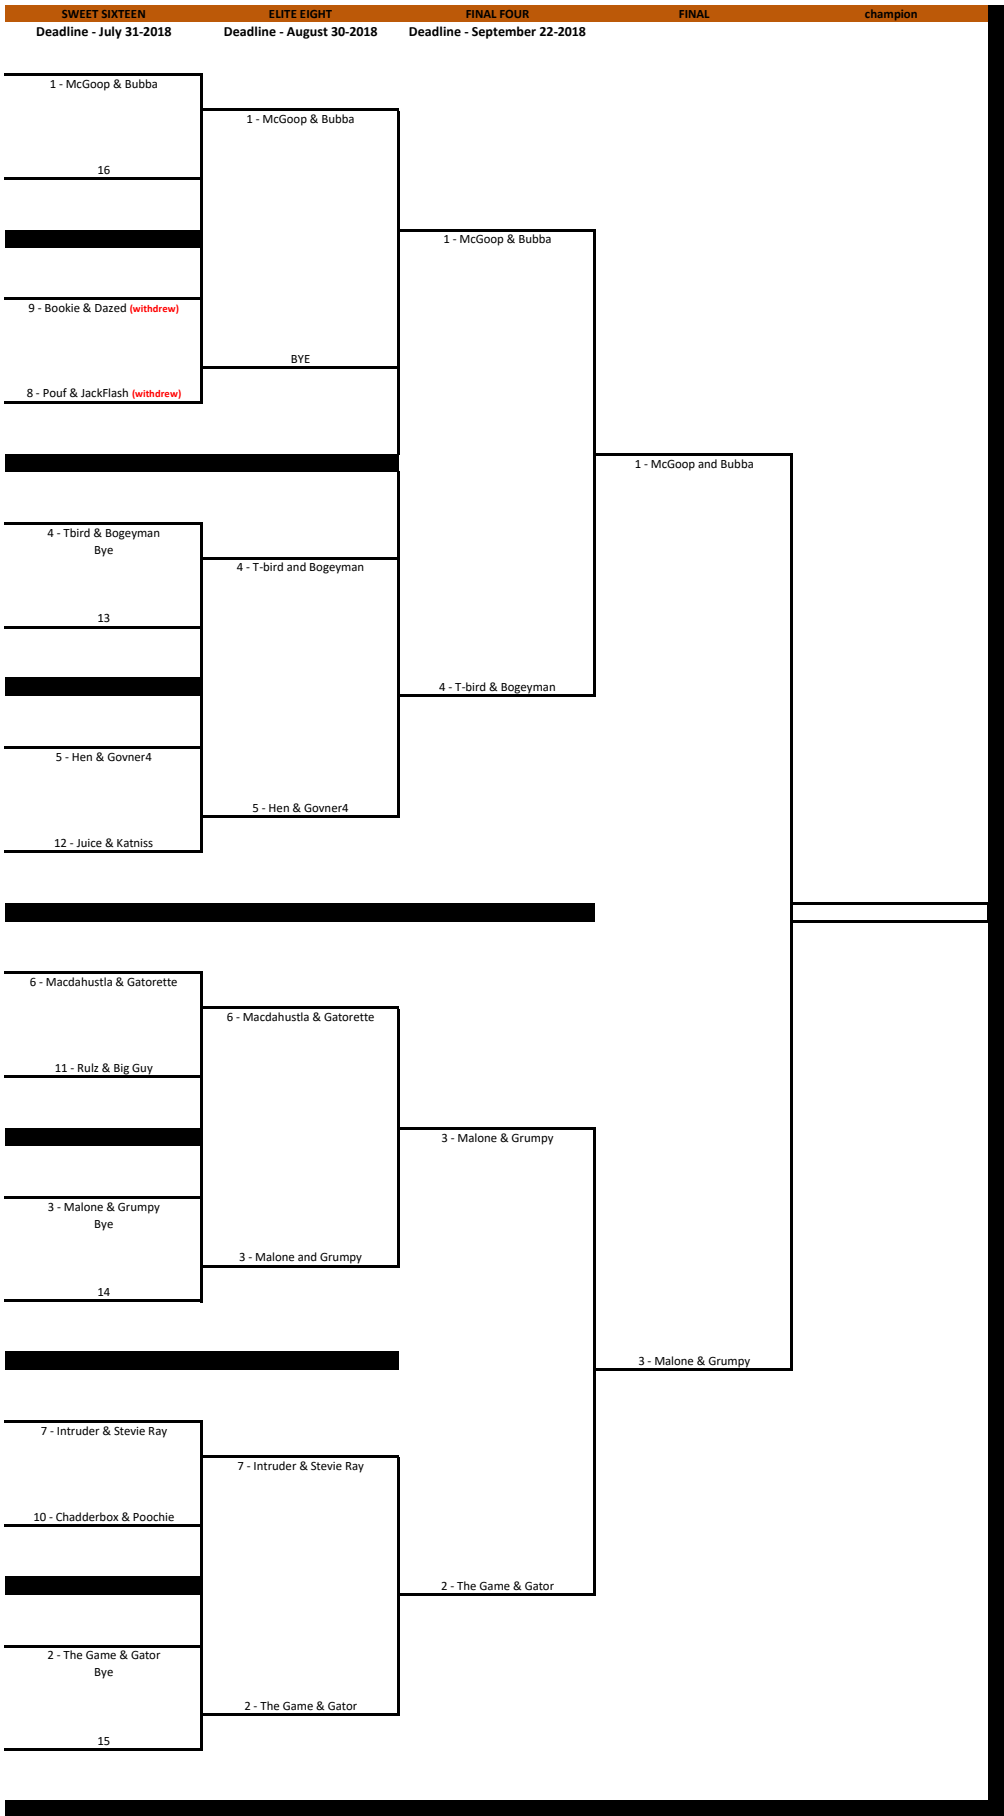 SWEET SIXTEEN ELITE EIGHT FINAL FOUR FINAL champion
Deadline - July 31-2018 Deadline - August 30-2018 Deadline - September 22-2018
1 - McGoop & Bubba
1 - McGoop & Bubba
16
1 - McGoop & Bubba
9 - Bookie & Dazed (withdrew)
BYE
8 - Pouf & JackFlash (withdrew)
1 - McGoop and Bubba
4 - Tbird & Bogeyman
Bye
4 - T-bird and Bogeyman
13
4 - T-bird & Bogeyman
5 - Hen & Govner4
5 - Hen & Govner4
12 - Juice & Katniss
6 - Macdahustla & Gatorette
6 - Macdahustla & Gatorette
11 - Rulz & Big Guy
3 - Malone & Grumpy
3 - Malone & Grumpy
Bye
3 - Malone and Grumpy
14
3 - Malone & Grumpy
7 - Intruder & Stevie Ray
7 - Intruder & Stevie Ray
10 - Chadderbox & Poochie
2 - The Game & Gator
2 - The Game & Gator
Bye
2 - The Game & Gator
15